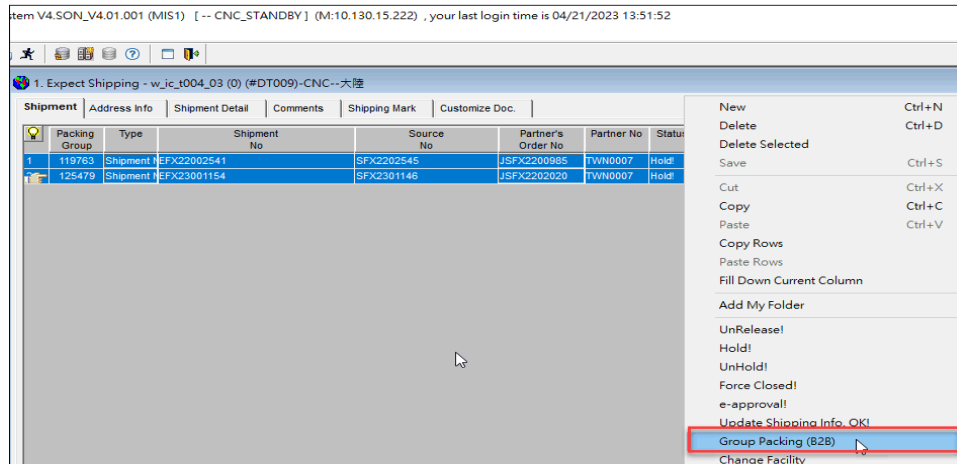 stem V4.SON_V4.01.001 (MIS1) [ -- CNC_STANDBY ] (M:10.130.15.222) , your last login time is 04/21/2023 13:51:52
1. Expect Shipping - w_ic_t004_03 (0) (#DT009)-CNC--大陸
Shipment Address Info Shipment Detail Comments Shipping Mark Customize Doc.
Packing Group Type Shipment No Source No Partner's Order No Partner No Status
1 119763 Shipment N EFX22002541 SFX2202545 JSFX2200985 TWN0007 Hold!
125479 Shipment N EFX23001154 SFX2301146 JSFX2202020 TWN0007 Hold!
New Ctrl+N
Delete Ctrl+D
Delete Selected
Save Ctrl+S
Cut Ctrl+X
Copy Ctrl+C
Paste Ctrl+V
Copy Rows
Paste Rows
Fill Down Current Column
Add My Folder
UnRelease!
Hold!
UnHold!
Force Closed!
e-approval!
Update Shipping Info. OK!
Group Packing (B2B)
Change Facility